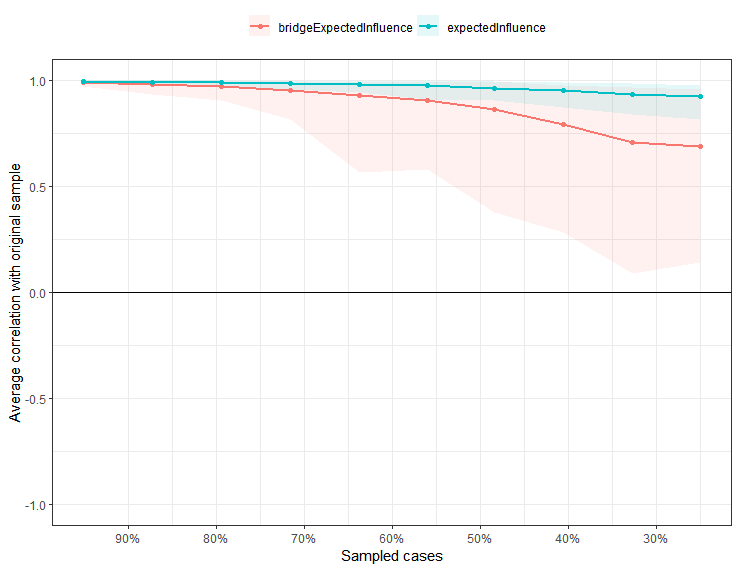 bridgeExpectedInfluence expectedInfluence
Average correlation with original sample
1.0
0.5
0.0
-0.5
-1.0
90% 80% 70% 60% 50% 40% 30%
Sampled cases